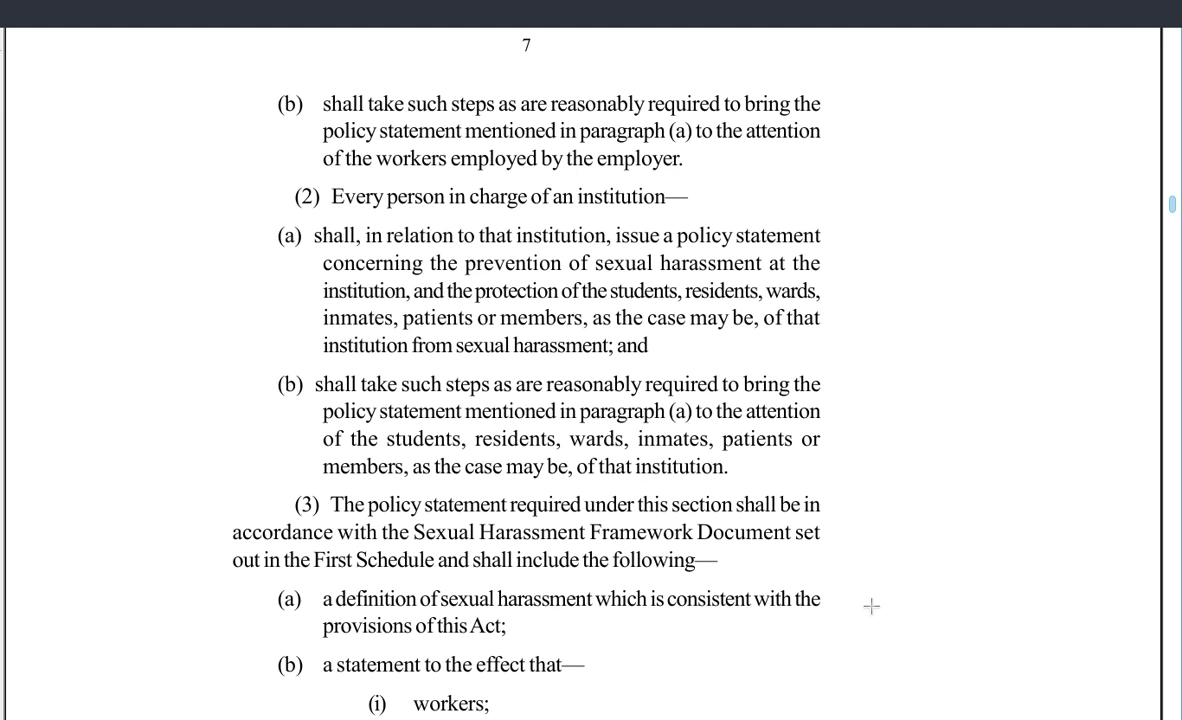 7
(b) shall take such steps as are reasonably required to bring the
policy statement mentioned in paragraph (a) to the attention
of the workers employed by the employer.
(2) Every person in charge of an institution—
(a) shall, in relation to that institution, issue a policy statement
concerning the prevention of sexual harassment at the
institution, and the protection of the students, residents, wards,
inmates, patients or members, as the case may be, of that
institution from sexual harassment; and
(b) shall take such steps as are reasonably required to bring the
policy statement mentioned in paragraph (a) to the attention
of the students, residents, wards, inmates, patients or
members, as the case may be, of that institution.
(3) The policy statement required under this section shall be in
accordance with the Sexual Harassment Framework Document set
out in the First Schedule and shall include the following—
(a) a definition of sexual harassment which is consistent with the
provisions of this Act;
(b) a statement to the effect that—
(i) workers;